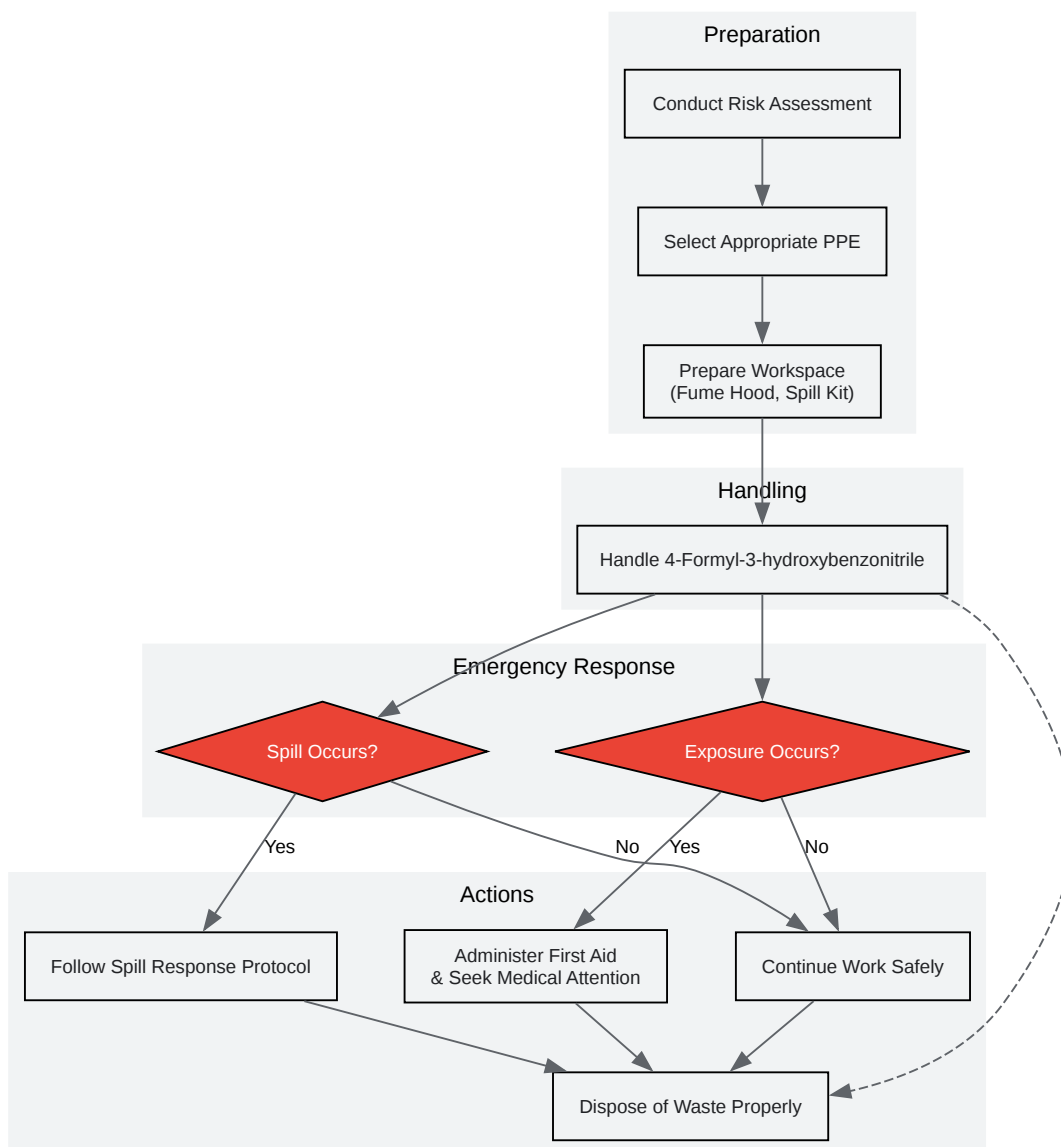 Preparation
Conduct Risk Assessment
Select Appropriate PPE
Prepare Workspace
(Fume Hood, Spill Kit)
Handling
Handle 4-Formyl-3-hydroxybenzonitrile
Emergency Response
Spill Occurs?
Exposure Occurs?
Yes
No
Yes
No
Actions
Follow Spill Response Protocol
Administer First Aid
& Seek Medical Attention
Continue Work Safely
Dispose of Waste Properly